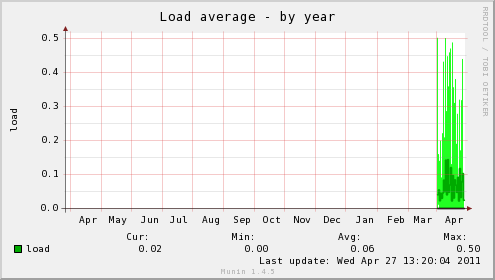 Load average - by year
RRDTOOL / TOBI OETIKER
load
0.5
0.4
0.3
0.2
0.1
0.0
Apr May Jun Jul Aug Sep Oct Nov Dec Jan Feb Mar Apr
Cur: Min: Avg: Max:
load 0.02 0.00 0.06 0.50
Last update: Wed Apr 27 13:20:04 2011
Munin 1.4.5